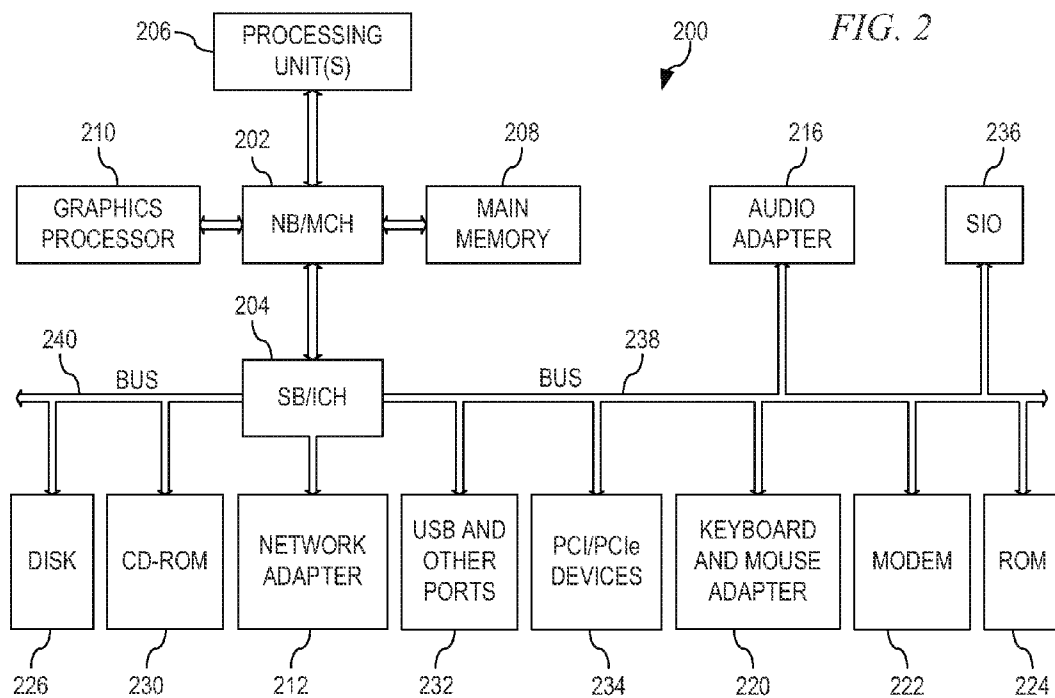 FIG. 2
206
PROCESSING
UNIT(S)
200
210
202
208
216
236
GRAPHICS
PROCESSOR
NB/MCH
MAIN
MEMORY
AUDIO
ADAPTER
SIO
204
240
BUS
SB/ICH
BUS
238
DISK
CD-ROM
NETWORK
ADAPTER
USB AND
OTHER
PORTS
PCI/PCIe
DEVICES
KEYBOARD
AND MOUSE
ADAPTER
MODEM
ROM
226
230
212
232
234
220
222
224